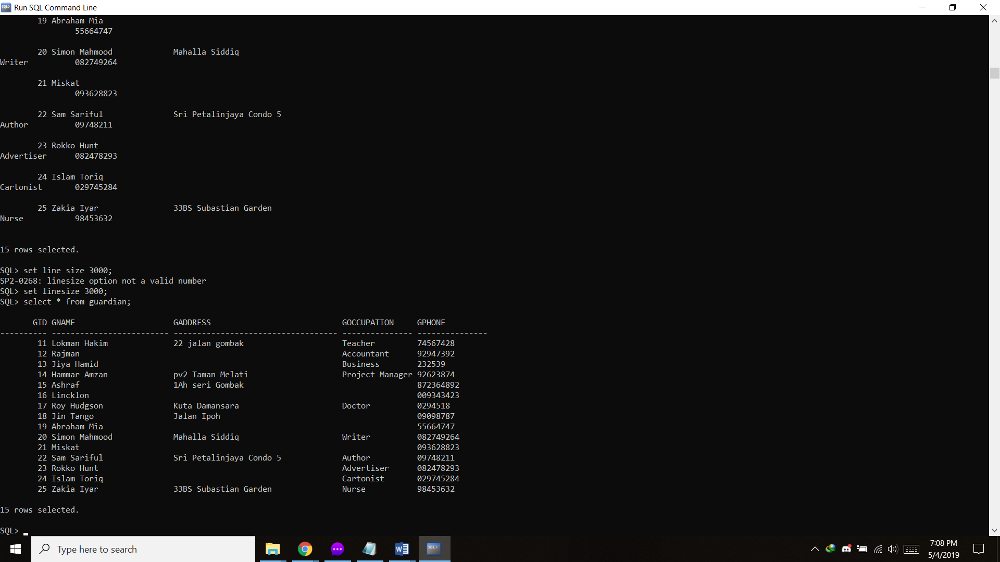 Run SQL Command Line
        19 Abraham Mia
                55664747
        20 Simon Mahmood             Mahalla Siddiq
Writer          082749264
        21 Miskat
                093628823
        22 Sam Sariful               Sri Petalinjaya Condo 5
Author          09748211
        23 Rokko Hunt
Advertiser      082478293
        24 Islam Toriq
Cartonist       029745284
        25 Zakia Iyar                33BS Subastian Garden
Nurse           98453632
15 rows selected.
SQL> set line size 3000;
SP2-0268: linesize option not a valid number
SQL> set linesize 3000;
SQL> select * from guardian;
       GID GNAME                     GADDRESS                            GOCCUPATION     GPHONE
---------- ------------------------- ----------------------------------- --------------- ---------------
        11 Lokman Hakim              22 jalan gombak                     Teacher         74567428
        12 Rajman                                                        Accountant      92947392
        13 Jiya Hamid                                                    Business        232539
        14 Hammar Amzan              pv2 Taman Melati                    Project Manager 92623874
        15 Ashraf                    1Ah seri Gombak                                     872364892
        16 Lincklon                                                                      009343423
        17 Roy Hudgson               Kuta Damansara                      Doctor          0294518
        18 Jin Tango                 Jalan Ipoh                                          09098787
        19 Abraham Mia                                                                   55664747
        20 Simon Mahmood             Mahalla Siddiq                      Writer          082749264
        21 Miskat                                                                        093628823
        22 Sam Sariful               Sri Petalinjaya Condo 5             Author          09748211
        23 Rokko Hunt                                                    Advertiser      082478293
        24 Islam Toriq                                                   Cartonist       029745284
        25 Zakia Iyar                33BS Subastian Garden               Nurse           98453632
15 rows selected.
SQL> _
Type here to search
SQL>
7:08 PM
5/4/2019